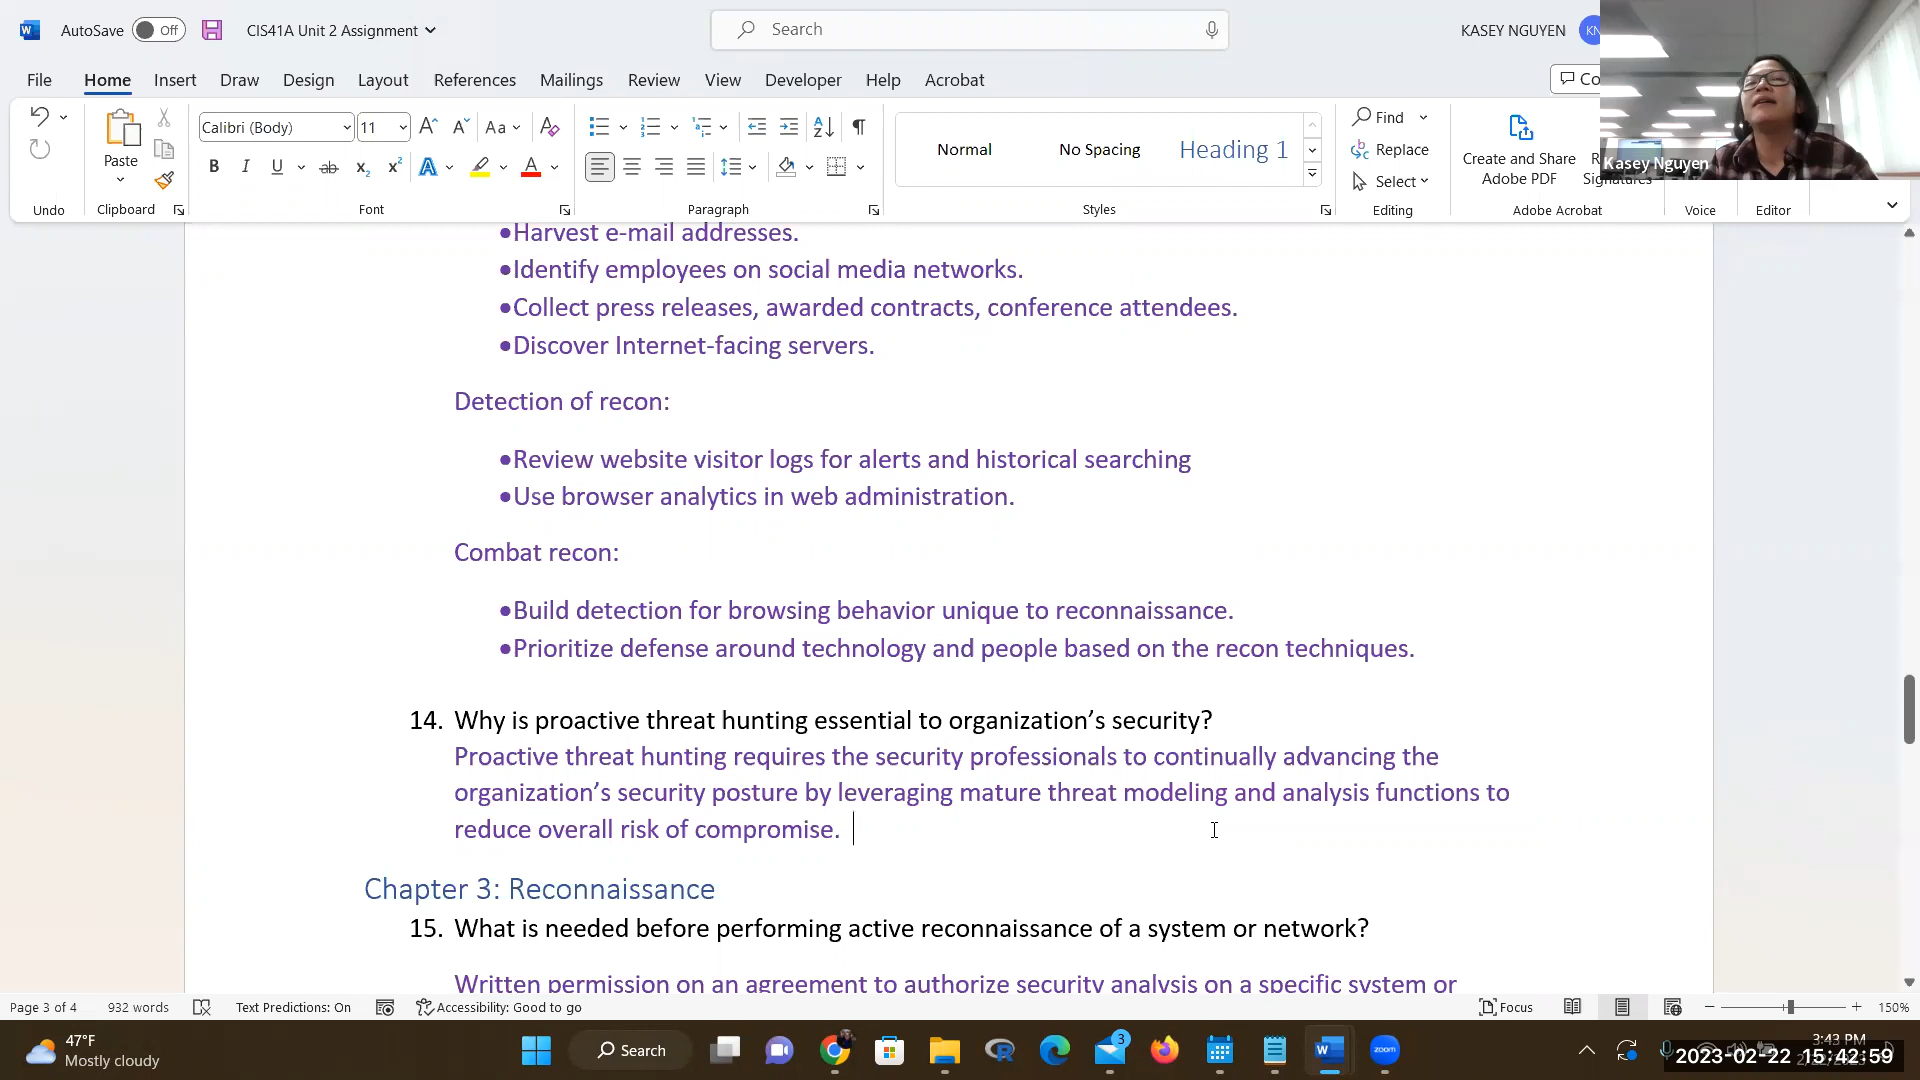 AutoSave Off CIS41A Unit 2 Assignment Search KASEY NGUYEN KN
File Home Insert Draw Design Layout References Mailings Review View Developer Help Acrobat Co
Kasey Nguyen
Calibri (Body) 11 Aa
Paste
Normal No Spacing Heading 1
Find
Replace
Select
Create and Share
Adobe PDF
Signatures
Undo Clipboard Font Paragraph Styles Editing Adobe Acrobat Voice Editor
•Harvest e-mail addresses.
•Identify employees on social media networks.
•Collect press releases, awarded contracts, conference attendees.
•Discover Internet-facing servers.
Detection of recon:
•Review website visitor logs for alerts and historical searching
•Use browser analytics in web administration.
Combat recon:
•Build detection for browsing behavior unique to reconnaissance.
•Prioritize defense around technology and people based on the recon techniques.
14. Why is proactive threat hunting essential to organization’s security?
Proactive threat hunting requires the security professionals to continually advancing the
organization’s security posture by leveraging mature threat modeling and analysis functions to
reduce overall risk of compromise.
Chapter 3: Reconnaissance
15. What is needed before performing active reconnaissance of a system or network?
Written permission on an agreement to authorize security analysis on a specific system or
Page 3 of 4 932 words Text Predictions: On Accessibility: Good to go Focus 150%
47°F
Mostly cloudy
Search
3
zoom
3:43 PM
2023-02-22 15:42:59